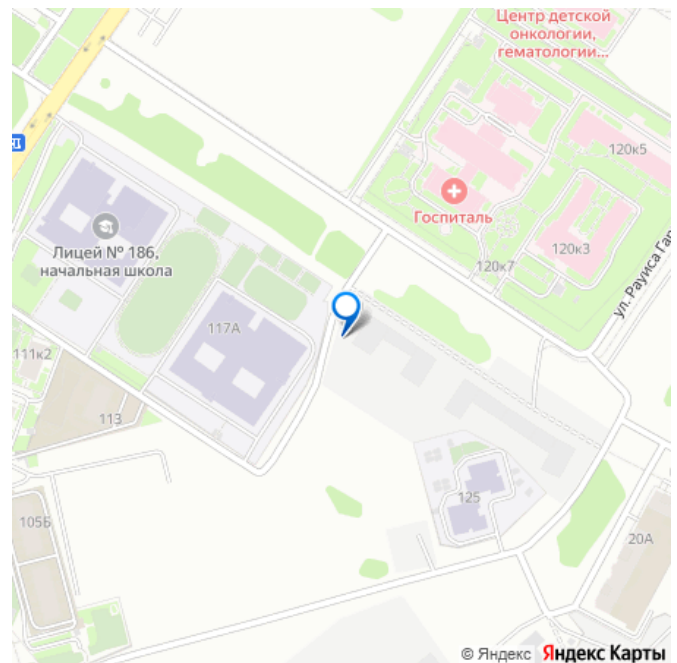 Центр детской
онкологии,
гематологии...
120к5
Госпиталь
120к3
120к7
ул. Рауиса Гар
Лицей № 186,
начальная школа
117А
111к2
113
125
105Б
20А
© Яндекс Яндекс Карты